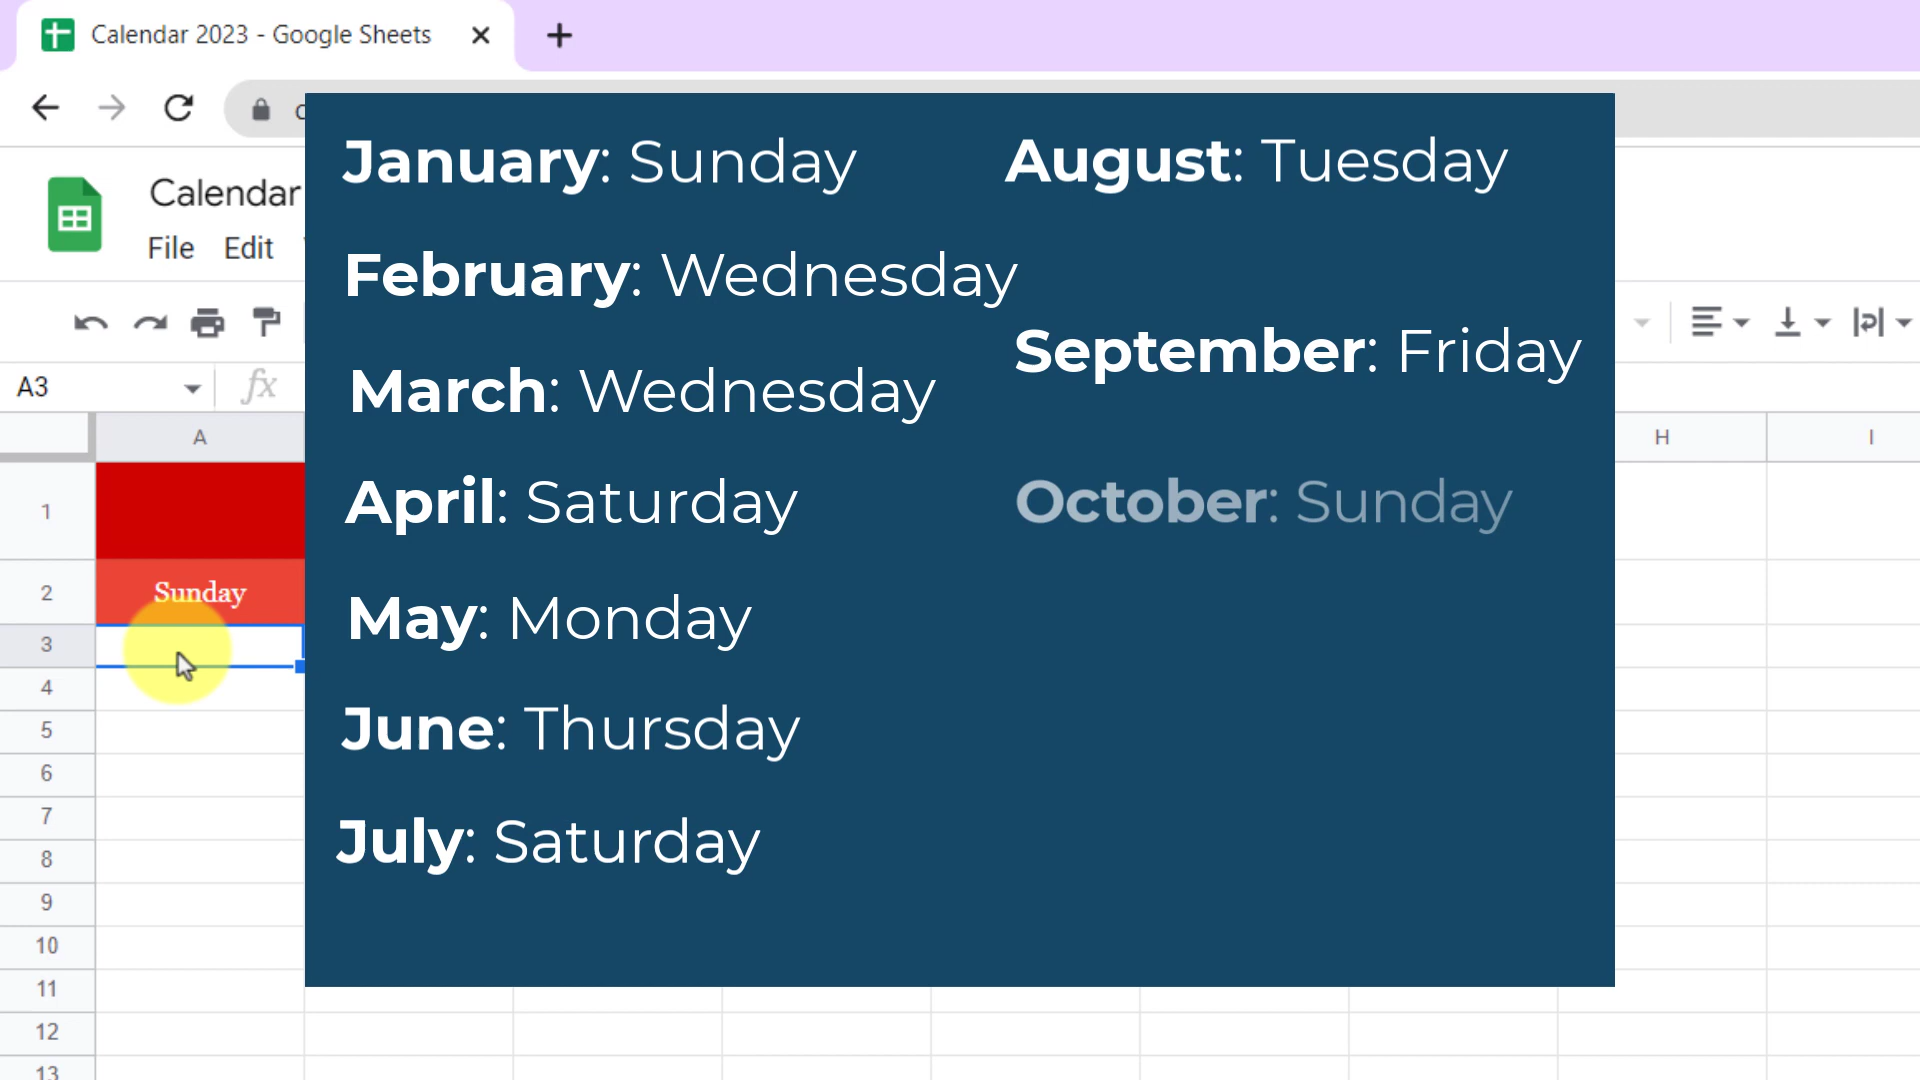 Calendar 2023 - Google Sheets
Calendar
File Edit
A3
fx
A H I
1
2 Sunday
3
4
5
6
7
8
9
10
11
12
13
January: Sunday
February: Wednesday
March: Wednesday
April: Saturday
May: Monday
June: Thursday
July: Saturday
August: Tuesday
September: Friday
October: Sunday